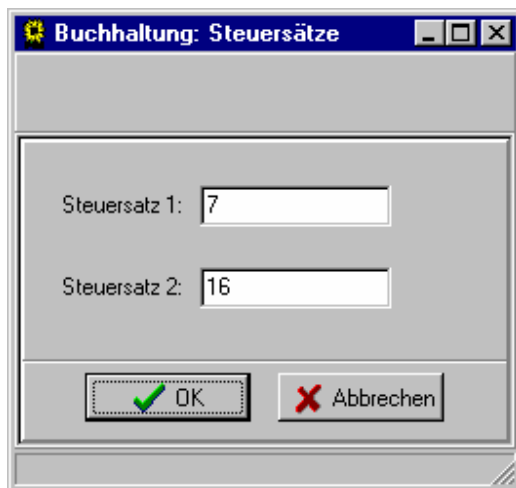 Buchhaltung: Steuersätze
Steuersatz 1: 7
Steuersatz 2: 16
OK Abbrechen